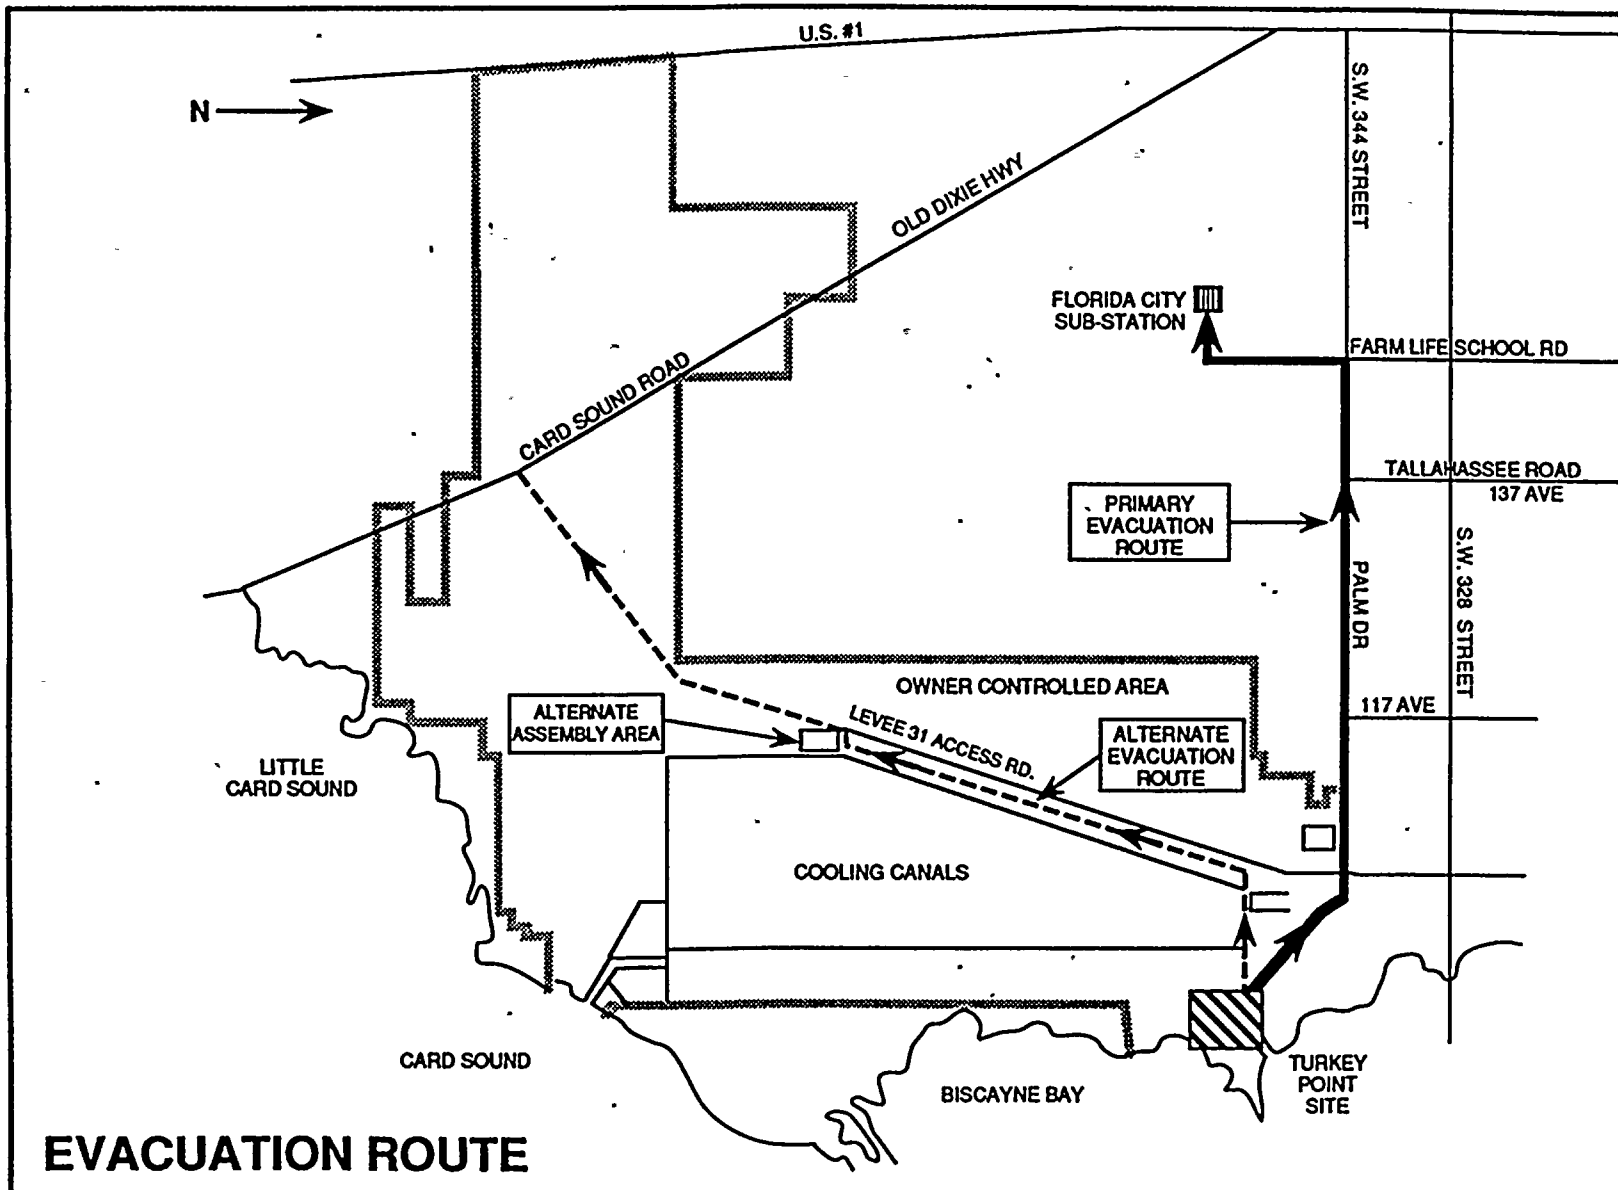 U.S. #1
N
S.W. 344 STREET
OLD DIXIE HWY
FLORIDA CITY
SUB-STATION
FARM LIFE SCHOOL RD
CARD SOUND ROAD
TALLAHASSEE ROAD
137 AVE
PRIMARY
EVACUATION
ROUTE
PALM DR
S.W. 328 STREET
OWNER CONTROLLED AREA
117 AVE
ALTERNATE
ASSEMBLY AREA
LEVEE 31 ACCESS RD.
ALTERNATE
EVACUATION
ROUTE
LITTLE
CARD SOUND
COOLING CANALS
CARD SOUND
BISCAYNE BAY
TURKEY
POINT
SITE
EVACUATION ROUTE